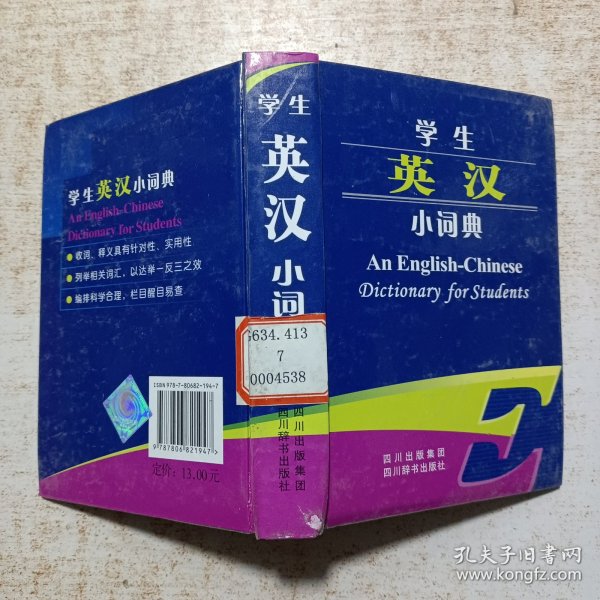 学生英汉小词典
An English-Chinese
Dictionary for Students
收词、释义具有针对性、实用性
列举相关词汇，以达举一反三之效
编排科学合理，栏目醒目易查
ISBN 978-7-80682-194-7
9 787806 821947 >
定价：13.00元
学生
英汉
小词
G634.413
7
0004538
四川出版集团
四川辞书出版社
学生
英汉
小词典
An English-Chinese
Dictionary for Students
四川出版集团
四川辞书出版社
孔夫子旧书网
www.kongfz.com